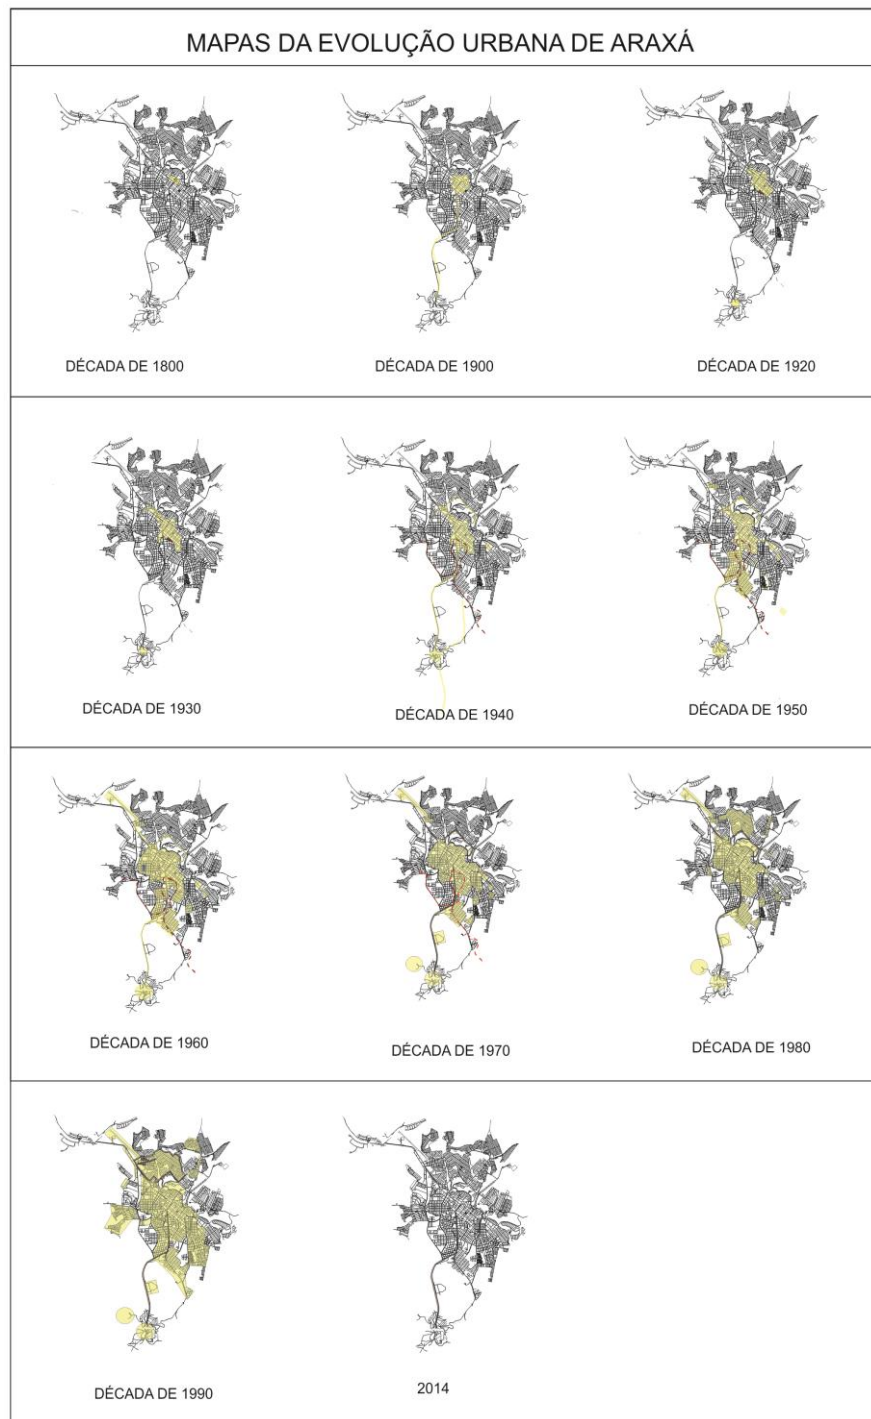 MAPAS DA EVOLUÇÃO URBANA DE ARAXÁ
DÉCADA DE 1800
DÉCADA DE 1900
DÉCADA DE 1920
DÉCADA DE 1930
DÉCADA DE 1940
DÉCADA DE 1950
DÉCADA DE 1960
DÉCADA DE 1970
DÉCADA DE 1980
DÉCADA DE 1990
2014